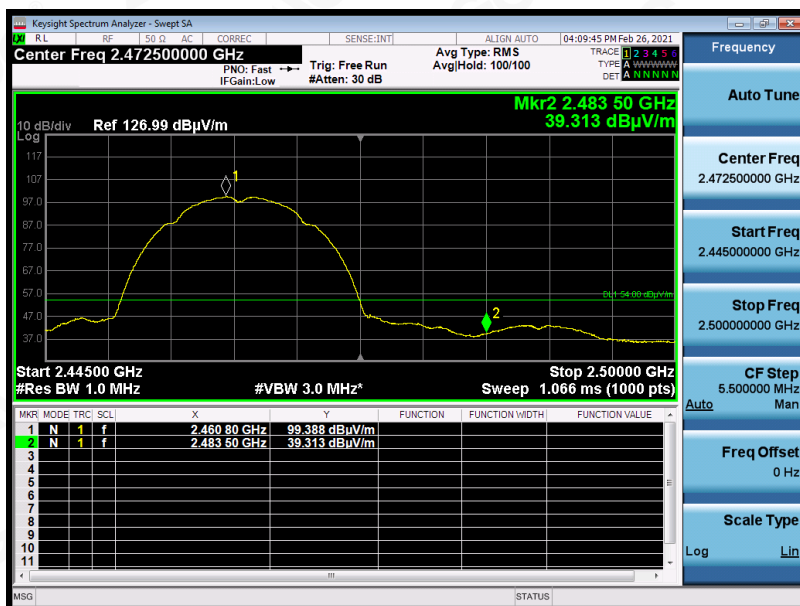 Keysight Spectrum Analyzer - Swept SA
LXI RL RF 50 Ω AC CORREC SENSE:INT ALIGN AUTO 04:09:45 PM Feb 26, 2021
Center Freq 2.472500000 GHz
PNO: Fast
IFGain:Low
Trig: Free Run
#Atten: 30 dB
Avg Type: RMS
Avg|Hold: 100/100
TRACE 1 2 3 4 5 6
TYPE A WWWWW
DET A N N N N N
Mkr2 2.483 50 GHz
39.313 dBµV/m
10 dB/div Ref 126.99 dBµV/m
Log
117
107
97.0
87.0
77.0
67.0
57.0
47.0
37.0
1
2
DL1 54.00 dBµV/m
Start 2.44500 GHz Stop 2.50000 GHz
#Res BW 1.0 MHz #VBW 3.0 MHz* Sweep 1.066 ms (1000 pts)
MKR MODE TRC SCL X Y FUNCTION FUNCTION WIDTH FUNCTION VALUE
1 N 1 f 2.460 80 GHz 99.388 dBµV/m
2 N 1 f 2.483 50 GHz 39.313 dBµV/m
3
4
5
6
7
8
9
10
11
MSG STATUS
Frequency
Auto Tune
Center Freq
2.472500000 GHz
Start Freq
2.445000000 GHz
Stop Freq
2.500000000 GHz
CF Step
5.500000 MHz
Auto Man
Freq Offset
0 Hz
Scale Type
Log Lin